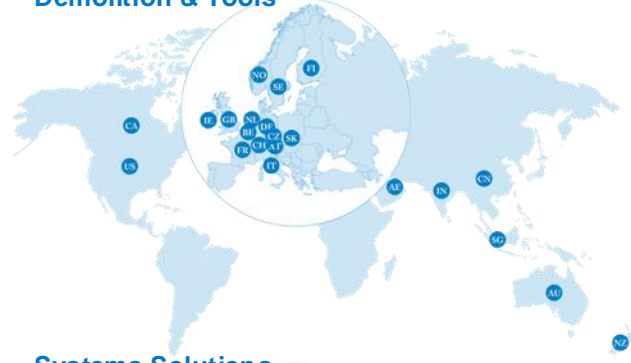 Demolition & Tools
NO
FI
SE
IE
GB
NL
DE
BE
CZ
SK
FR
CH
AT
IT
CA
US
AE
IN
CN
SG
AU
NZ
Systems Solutions